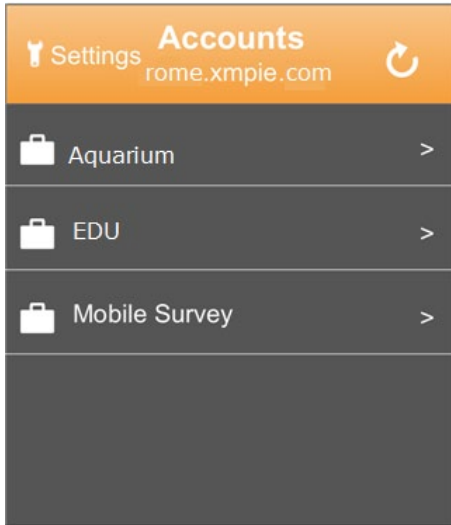 Accounts
Settings
rome.xmpie.com
Aquarium >
EDU >
Mobile Survey >